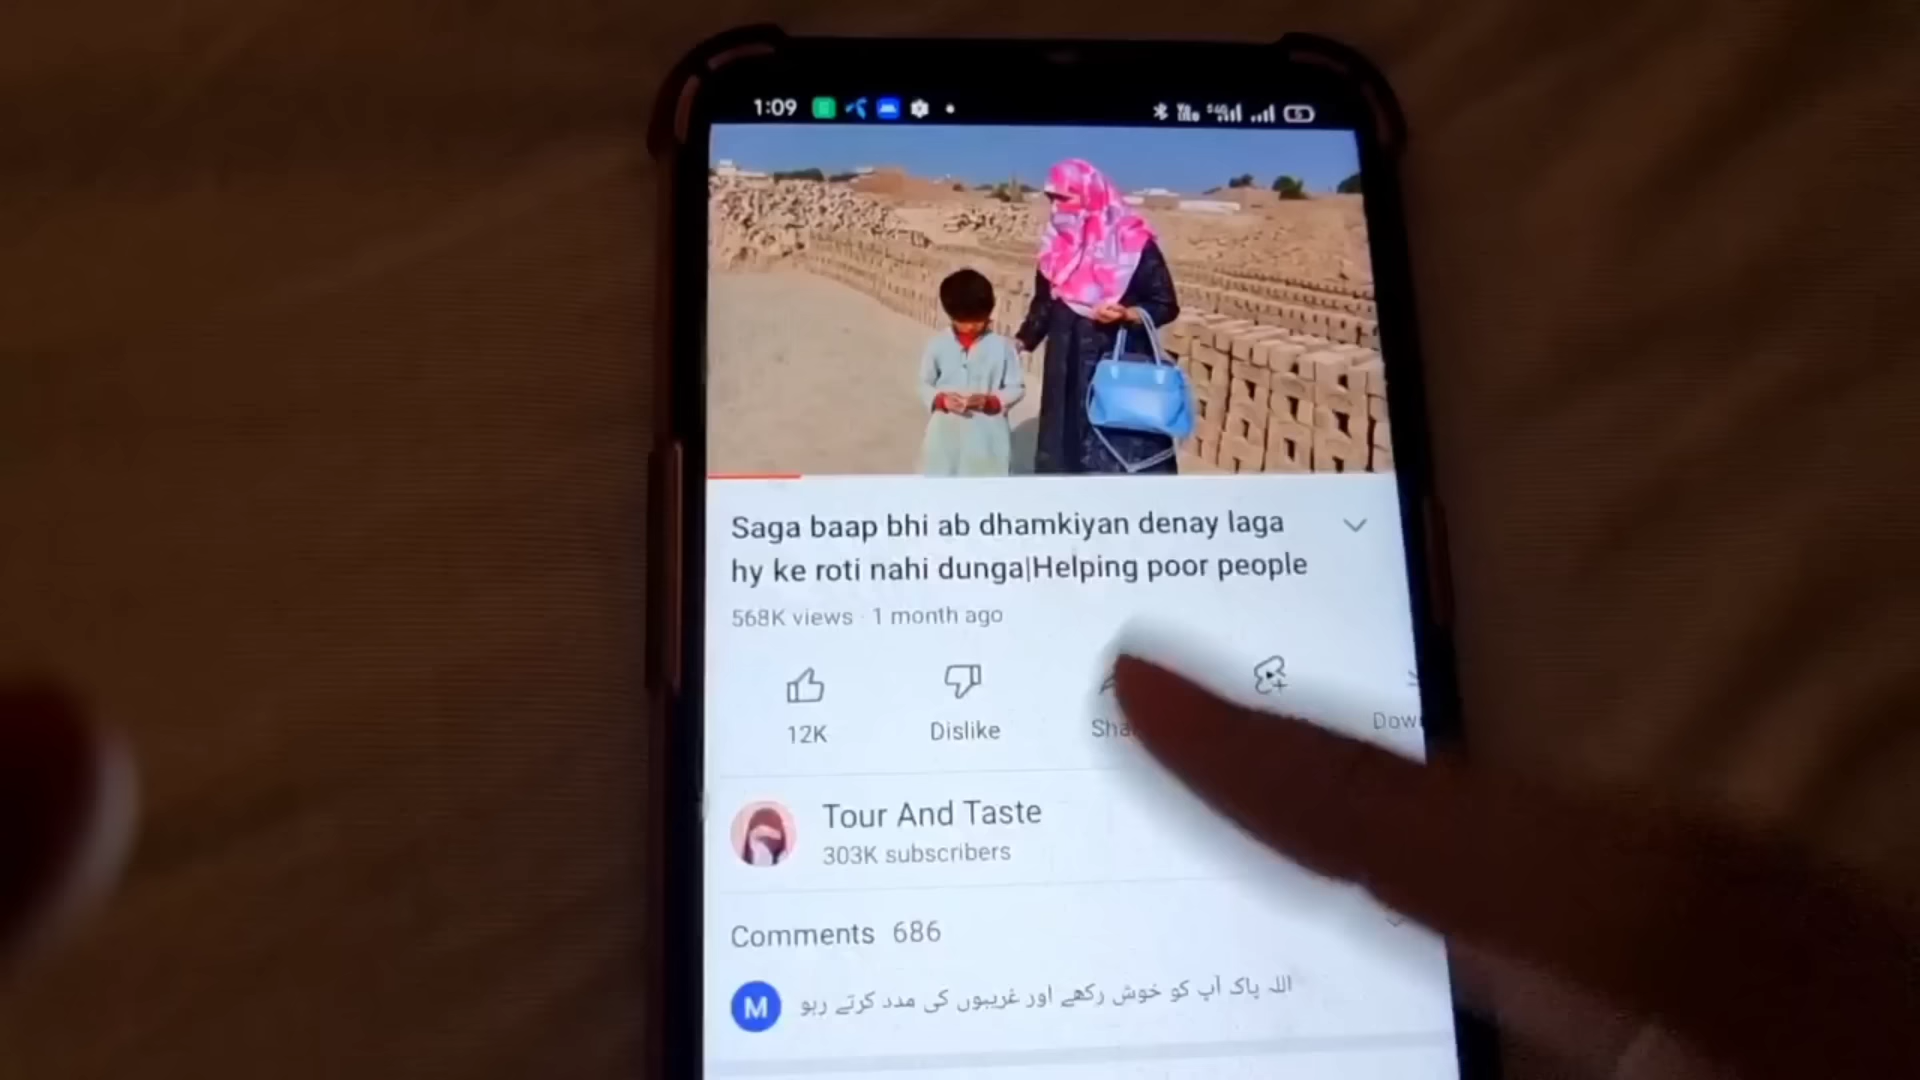 1:09
Saga baap bhi ab dhamkiyan denay laga
hy ke roti nahi dunga|Helping poor people
568K views · 1 month ago
12K
Dislike
Tour And Taste
303K subscribers
Comments 686
M
اللہ پاک آپ کو خوش رکھے اور غریبوں کی مدد کرتے رہو